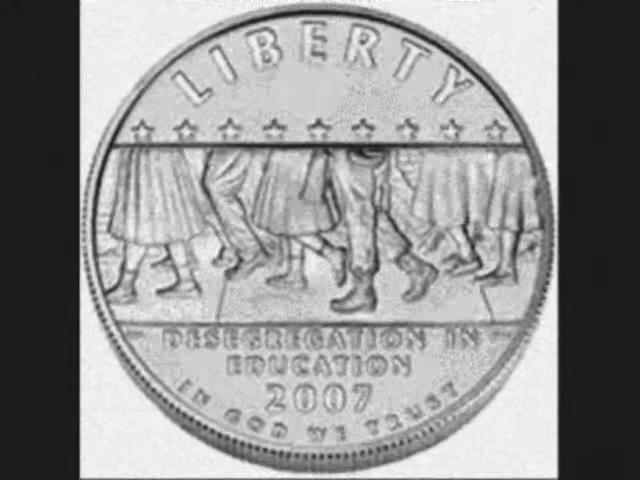 LIBERTY
DESEGREGATION IN
EDUCATION
2007
IN GOD WE TRUST